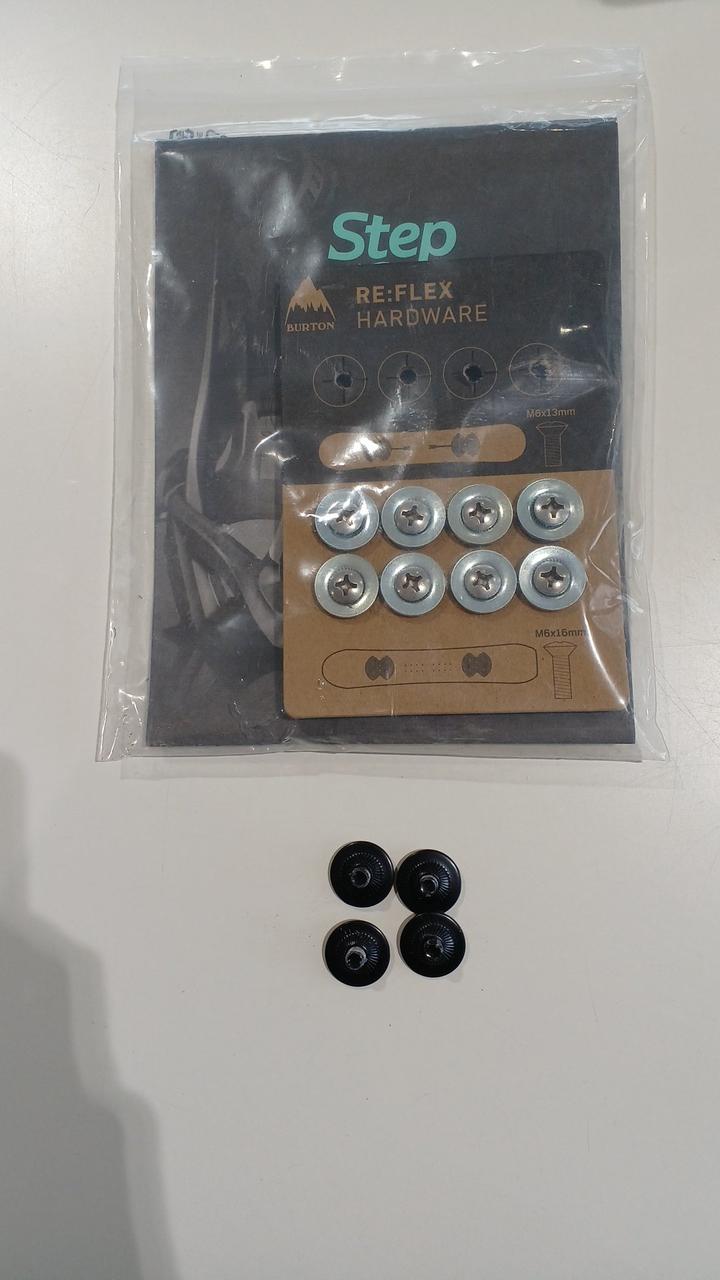 Step
BURTON
RE:FLEX
HARDWARE
M6x13mm
M6x16mm